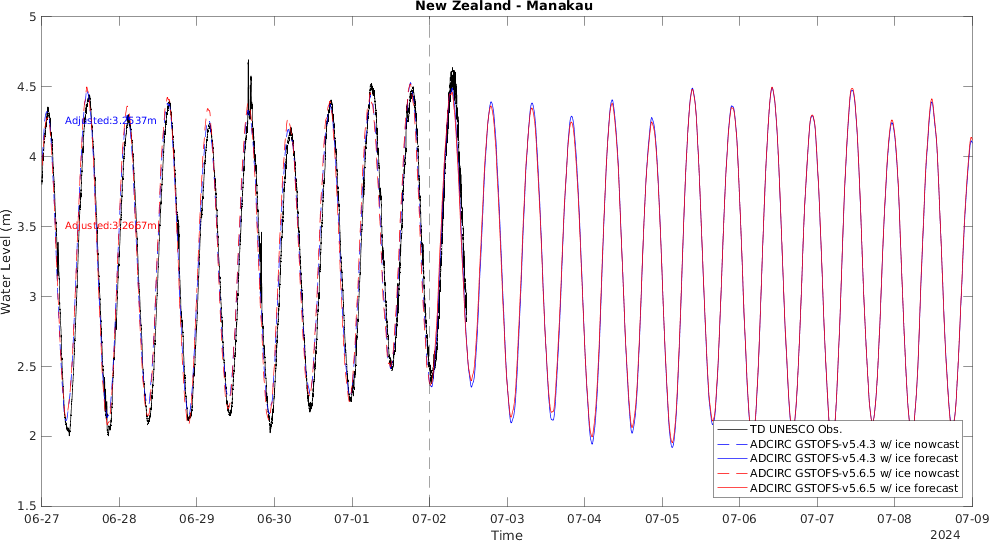 New Zealand - Manakau
5
4.5
4
3.5
3
2.5
2
1.5
Water Level (m)
Adjusted:3.2637m
Adjusted:3.2667m
TD UNESCO Obs.
ADCIRC GSTOFS-v5.4.3 w/ ice nowcast
ADCIRC GSTOFS-v5.4.3 w/ ice forecast
ADCIRC GSTOFS-v5.6.5 w/ ice nowcast
ADCIRC GSTOFS-v5.6.5 w/ ice forecast
06-27 06-28 06-29 06-30 07-01 07-02 07-03 07-04 07-05 07-06 07-07 07-08 07-09
Time
2024